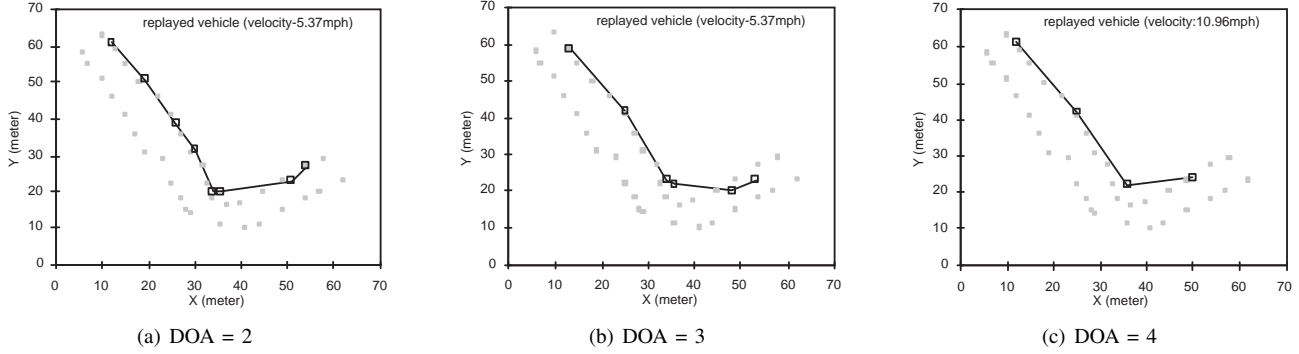 replayed vehicle (velocity-5.37mph)
70
60
50
40
30
20
10
0
Y (meter)
0 10 20 30 40 50 60 70
X (meter)
(a) DOA = 2
replayed vehicle (velocity-5.37mph)
70
60
50
40
30
20
10
0
Y (meter)
0 10 20 30 40 50 60 70
X (meter)
(b) DOA = 3
replayed vehicle (velocity:10.96mph)
70
60
50
40
30
20
10
0
Y (meter)
0 10 20 30 40 50 60 70
X (meter)
(c) DOA = 4